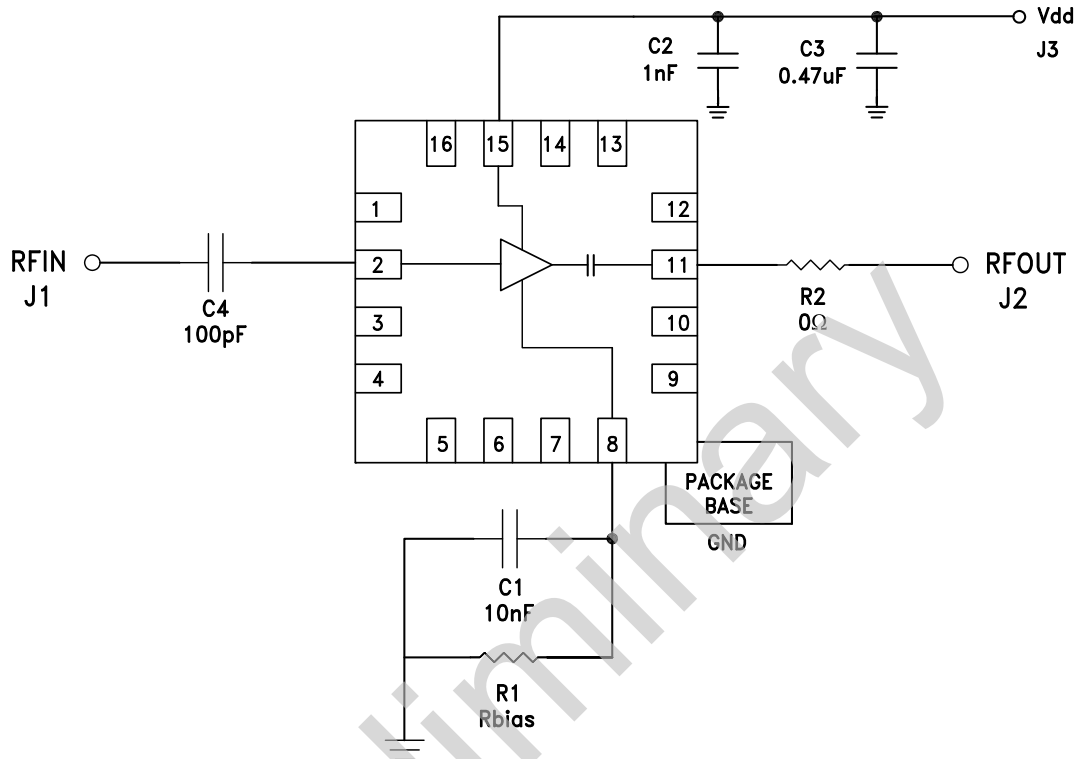 Vdd
J3
C2
1nF
C3
0.47uF
16
15
14
13
1
2
3
4
12
11
10
9
5
6
7
8
RFIN
J1
C4
100pF
R2
0Ω
RFOUT
J2
PACKAGE
BASE
GND
C1
10nF
R1
Rbias
liminary